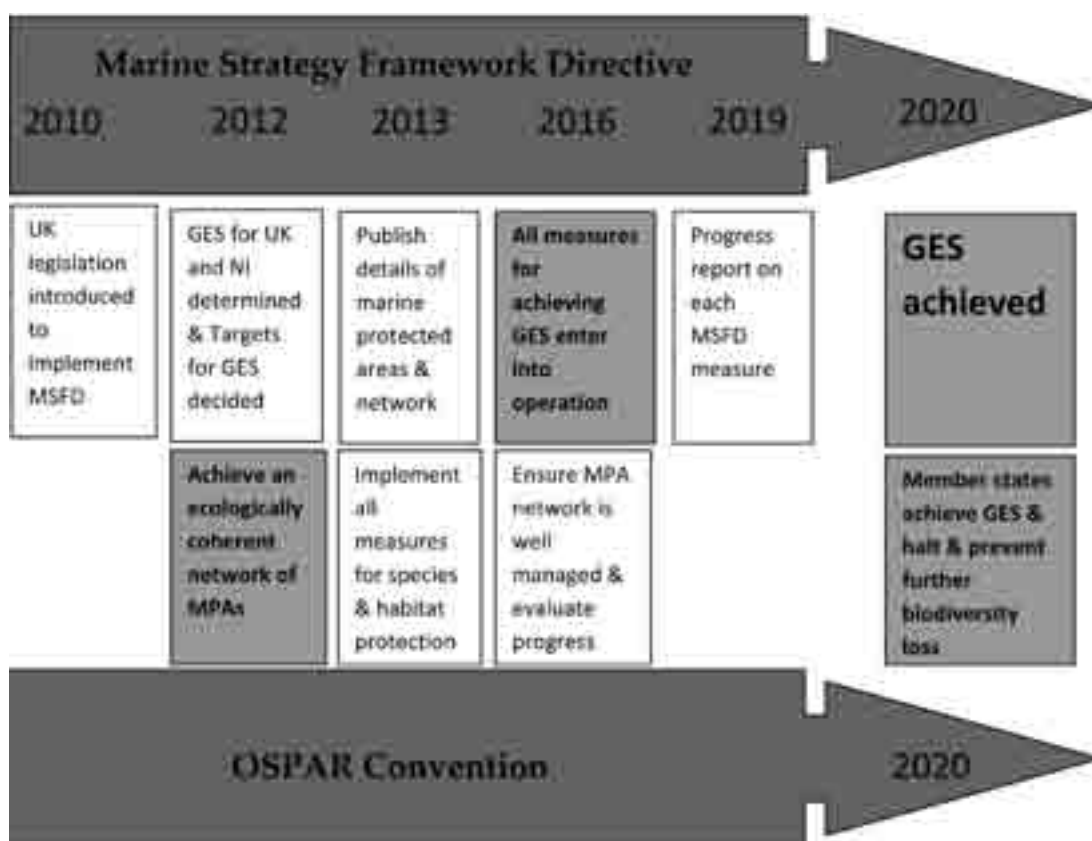 Marine Strategy Framework Directive
2010
2012
2013
2016
2019
2020
UK
legislation
introduced
to
implement
MSFD
GES for UK
and NI
determined
& Targets
for GES
decided
Publish
details of
marine
protected
areas &
network
All measures
for
achieving
GES enter
into
operation
Progress
report on
each
MSFD
measure
GES
achieved
Achieve an
ecologically
coherent
network of
MPAs
Implement
all
measures
for species
& habitat
protection
Ensure MPA
network is
well
managed &
evaluate
progress
Member states
achieve GES &
halt & prevent
further
biodiversity
loss
OSPAR Convention
2020